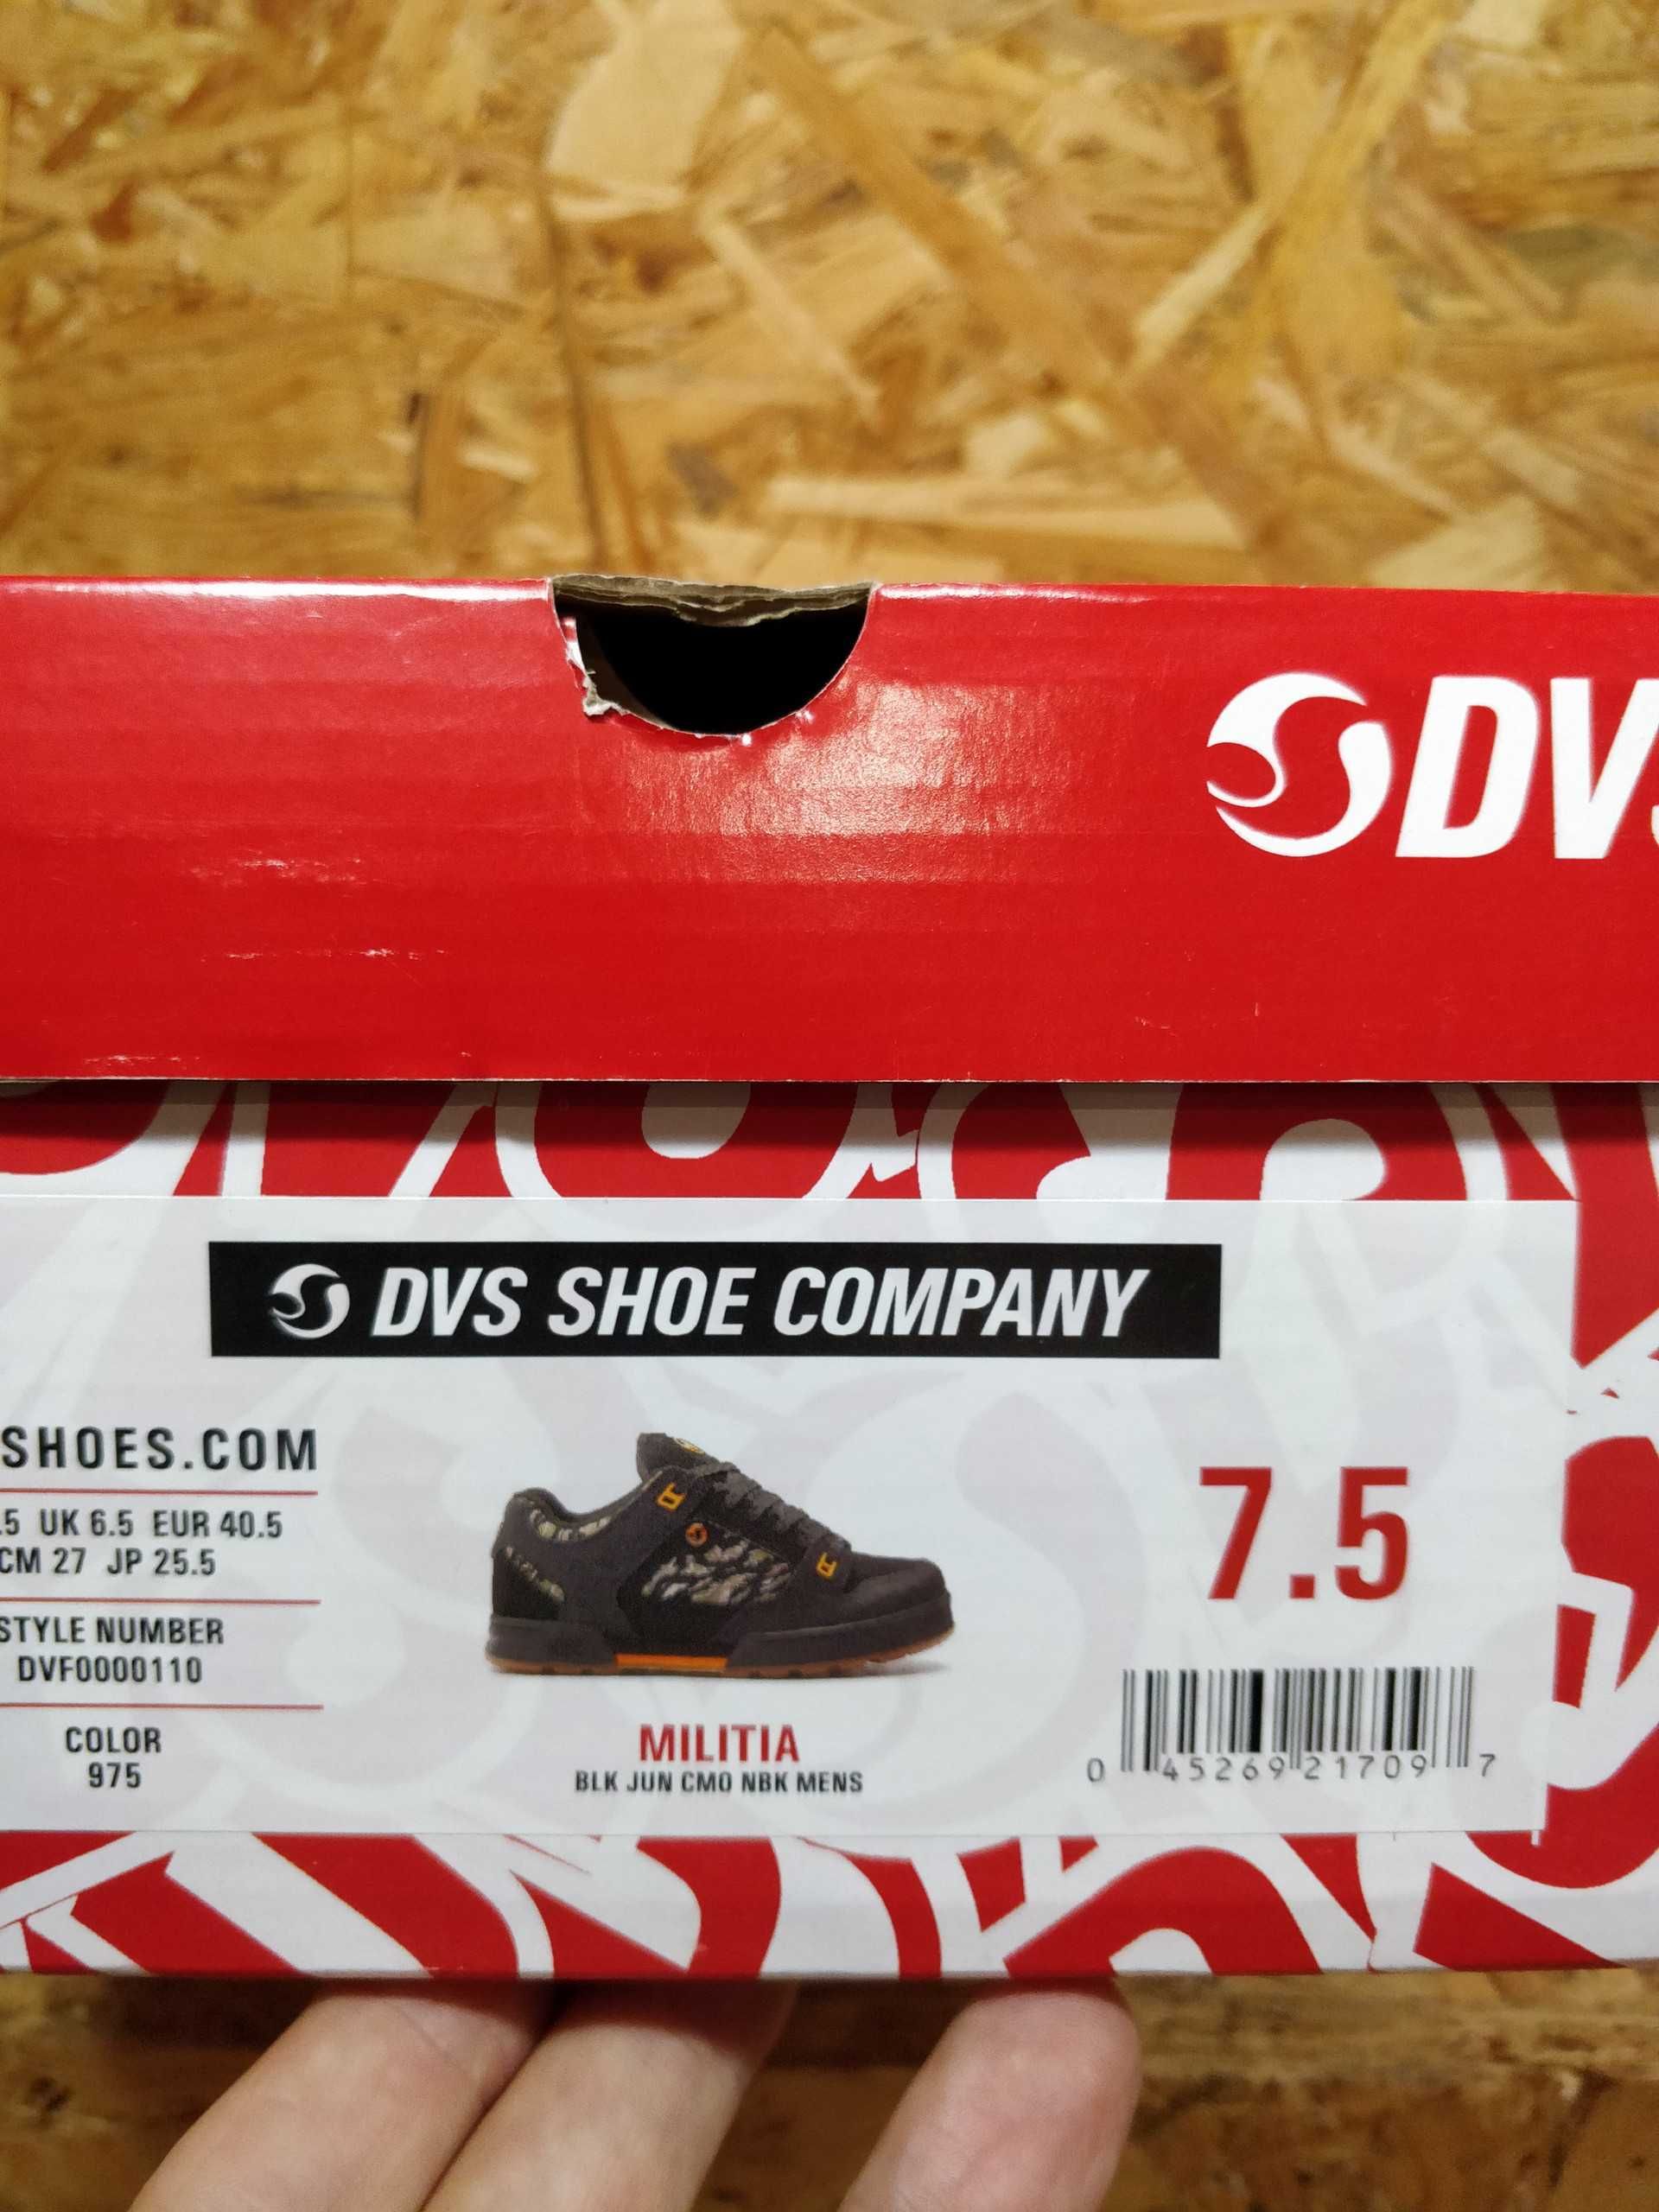 DVS
DVS SHOE COMPANY
SHOES.COM
.5 UK 6.5 EUR 40.5
CM 27 JP 25.5
STYLE NUMBER
DVF0000110
COLOR
975
MILITIA
BLK JUN CMO NBK MENS
7.5
0 45269 21709 7